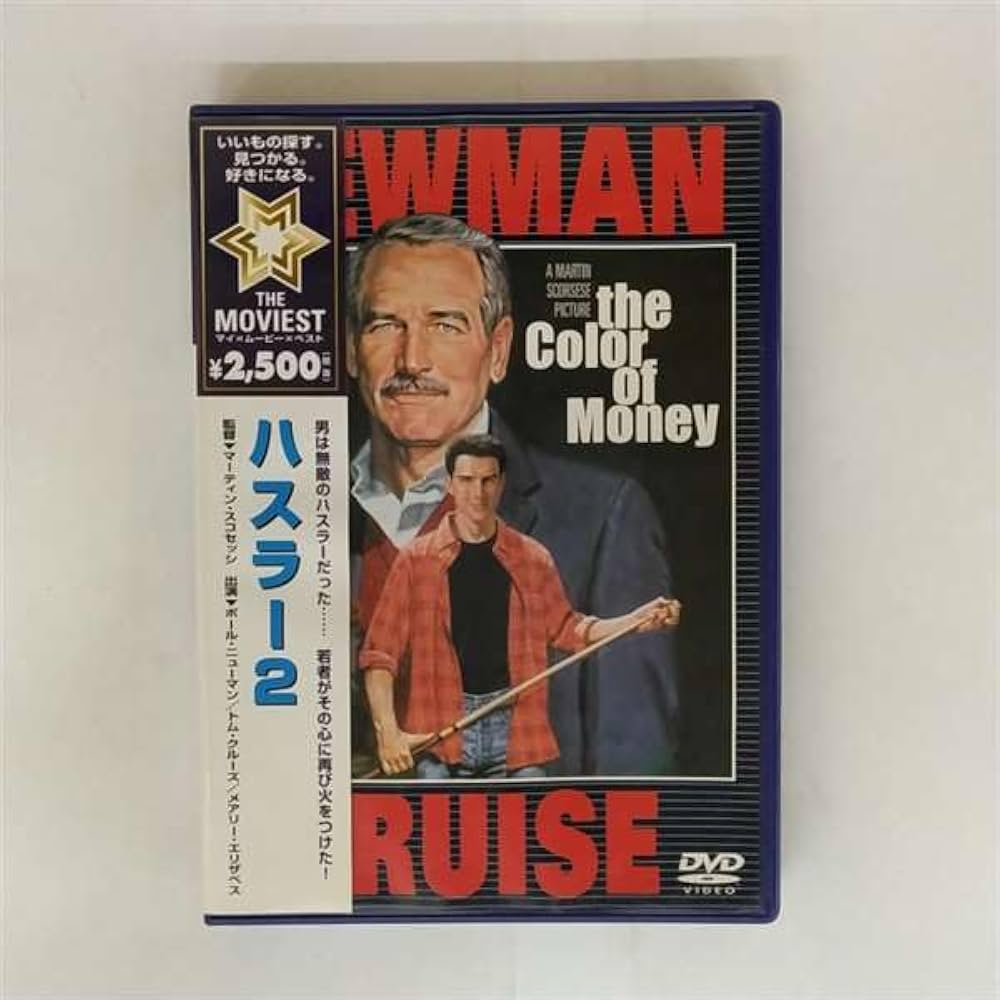 いいもの探す。
見つかる。
好きになる。
THE
MOVIEST
マイ×ムービー×ベスト
¥2,500
男は無敵のハスラーだった…… 若者がその心に再び火をつけた！
ハスラー2
監督▼マーティン・スコセッシ 出演▼ポール・ニューマン/トム・クルーズ/メアリー・エリザベス
EWMAN
A MARTIN
SCORSESE
PICTURE
the
Color
of
Money
RUISE
DVD
VIDEO